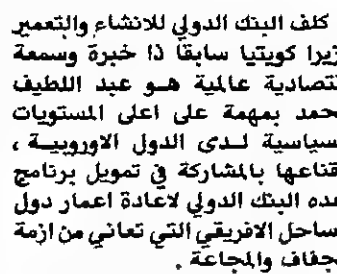 كلف البنك الدولي للانشاء والتعمير
زيرا كويتيا سابقا ذا خبرة وسمعة
تتصادية عالمية هو عبد اللطيف
حمد بمهمة على اعلى المستويات
سياسية لدى الدول الاوروبية ،
قناعها بالمشاركة في تمويل برنامج
عده البنك الدولي لاعادة اعمار دول
ساحل الافريقي التي تعاني من ازمة
جفاف والمجاعة .